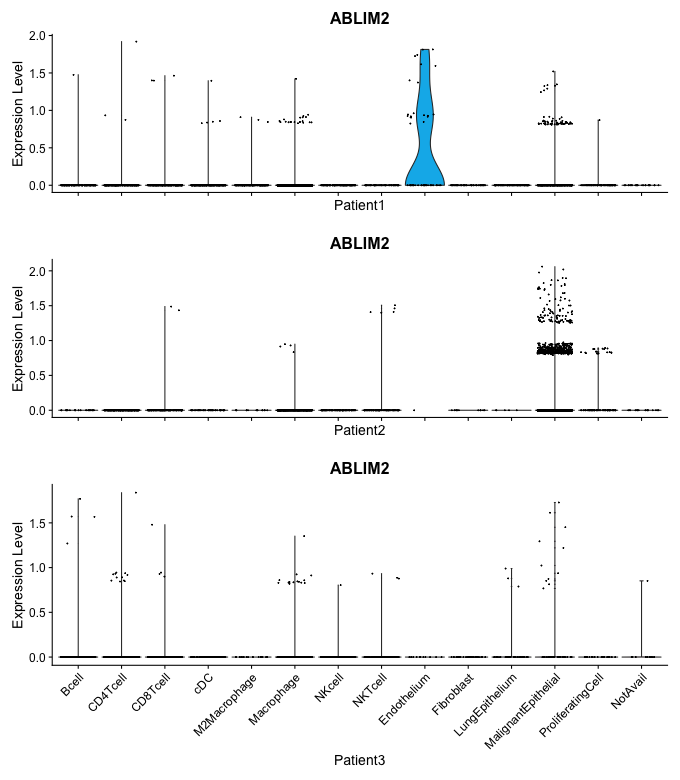 ABLIM2
Expression Level
2.0
1.5
1.0
0.5
0.0
Patient1
ABLIM2
Expression Level
2.0
1.5
1.0
0.5
0.0
Patient2
ABLIM2
Expression Level
1.5
1.0
0.5
0.0
Bcell
CD4Tcell
CD8Tcell
cDC
M2Macrophage
Macrophage
NKcell
NKTcell
Endothelium
Fibroblast
LungEpithelium
MalignantEpithelial
ProliferatingCell
NotAvail
Patient3